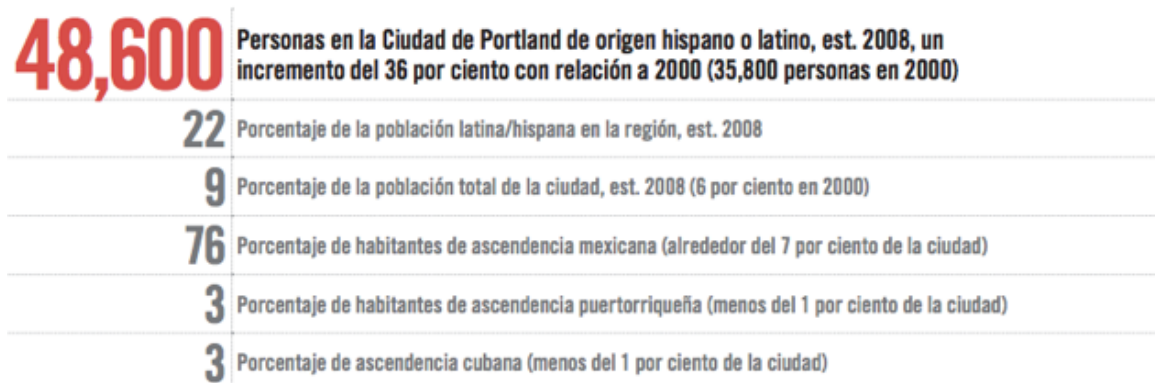 48,600
Personas en la Ciudad de Portland de origen hispano o latino, est. 2008, un
incremento del 36 por ciento con relación a 2000 (35,800 personas en 2000)
22 Porcentaje de la población latina/hispana en la región, est. 2008
9 Porcentaje de la población total de la ciudad, est. 2008 (6 por ciento en 2000)
76 Porcentaje de habitantes de ascendencia mexicana (alrededor del 7 por ciento de la ciudad)
3 Porcentaje de habitantes de ascendencia puertorriqueña (menos del 1 por ciento de la ciudad)
3 Porcentaje de ascendencia cubana (menos del 1 por ciento de la ciudad)